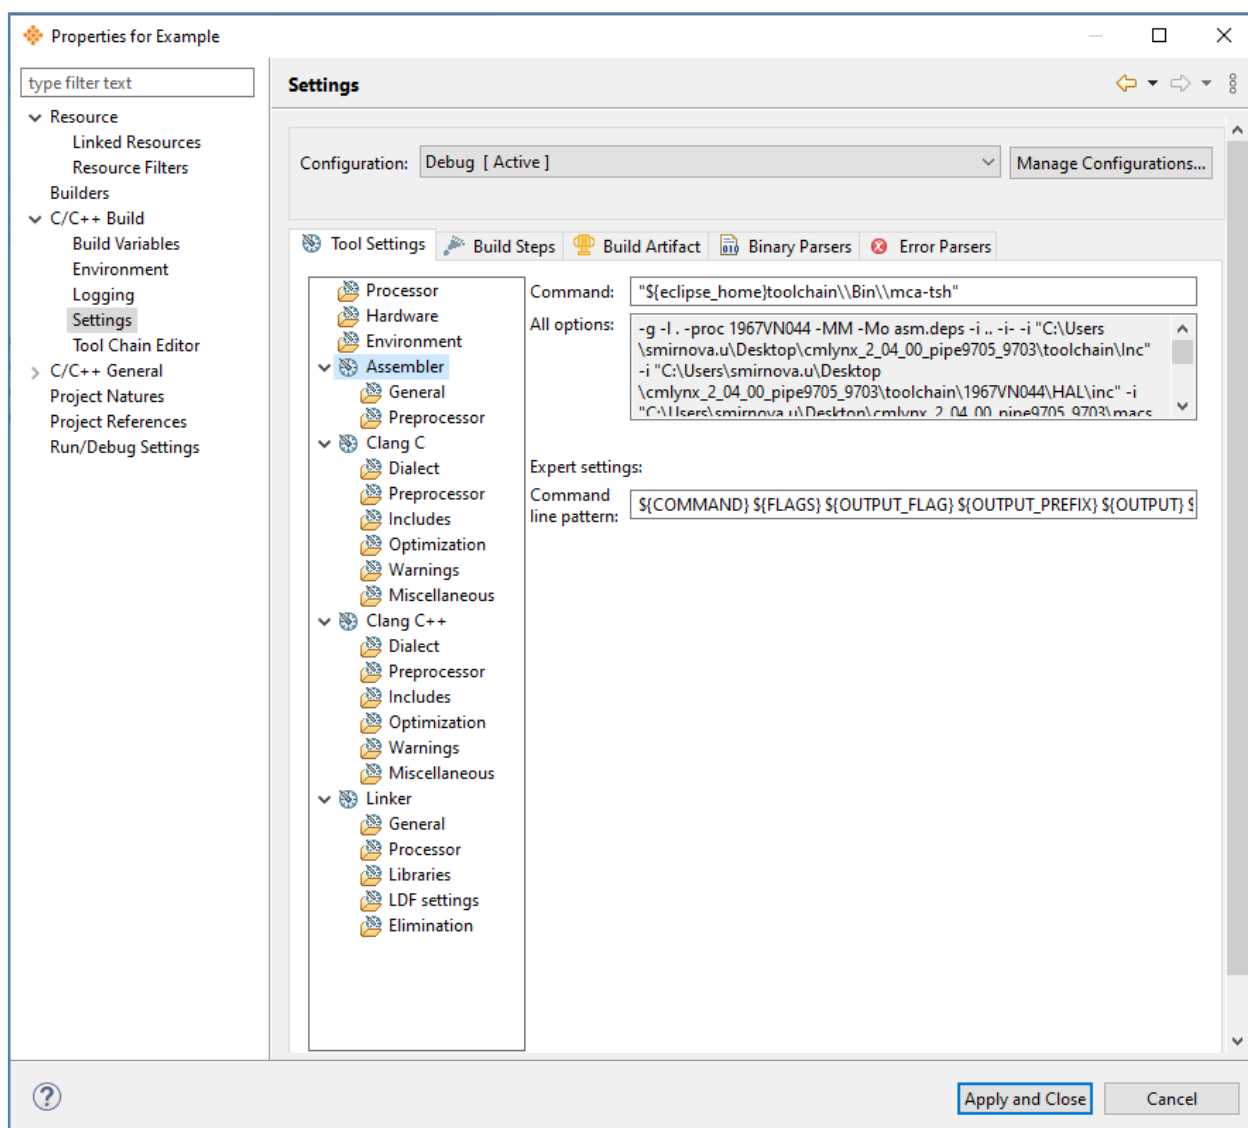 Properties for Example
type filter text
Resource
Linked Resources
Resource Filters
Builders
C/C++ Build
Build Variables
Environment
Logging
Settings
Tool Chain Editor
C/C++ General
Project Natures
Project References
Run/Debug Settings
Settings
Configuration: Debug [ Active ] Manage Configurations...
Tool Settings Build Steps Build Artifact Binary Parsers Error Parsers
Processor
Hardware
Environment
Assembler
General
Preprocessor
Clang C
Dialect
Preprocessor
Includes
Optimization
Warnings
Miscellaneous
Clang C++
Dialect
Preprocessor
Includes
Optimization
Warnings
Miscellaneous
Linker
General
Processor
Libraries
LDF settings
Elimination
Command: "${eclipse_home}toolchain\\Bin\\mca-tsh"
All options: -g -I . -proc 1967VN044 -MM -Mo asm.deps -i .. -i- -i "C:\Users
\smirnova.u\Desktop\cmlynx_2_04_00_pipe9705_9703\toolchain\Inc"
-i "C:\Users\smirnova.u\Desktop
\cmlynx_2_04_00_pipe9705_9703\toolchain\1967VN044\HAL\inc" -i
"C:\Users\smirnova.u\Desktop\cmlynx_2_04_00_pipe9705_9703\macs
Expert settings:
Command
line pattern: ${COMMAND} ${FLAGS} ${OUTPUT_FLAG} ${OUTPUT_PREFIX} ${OUTPUT} $
Apply and Close Cancel